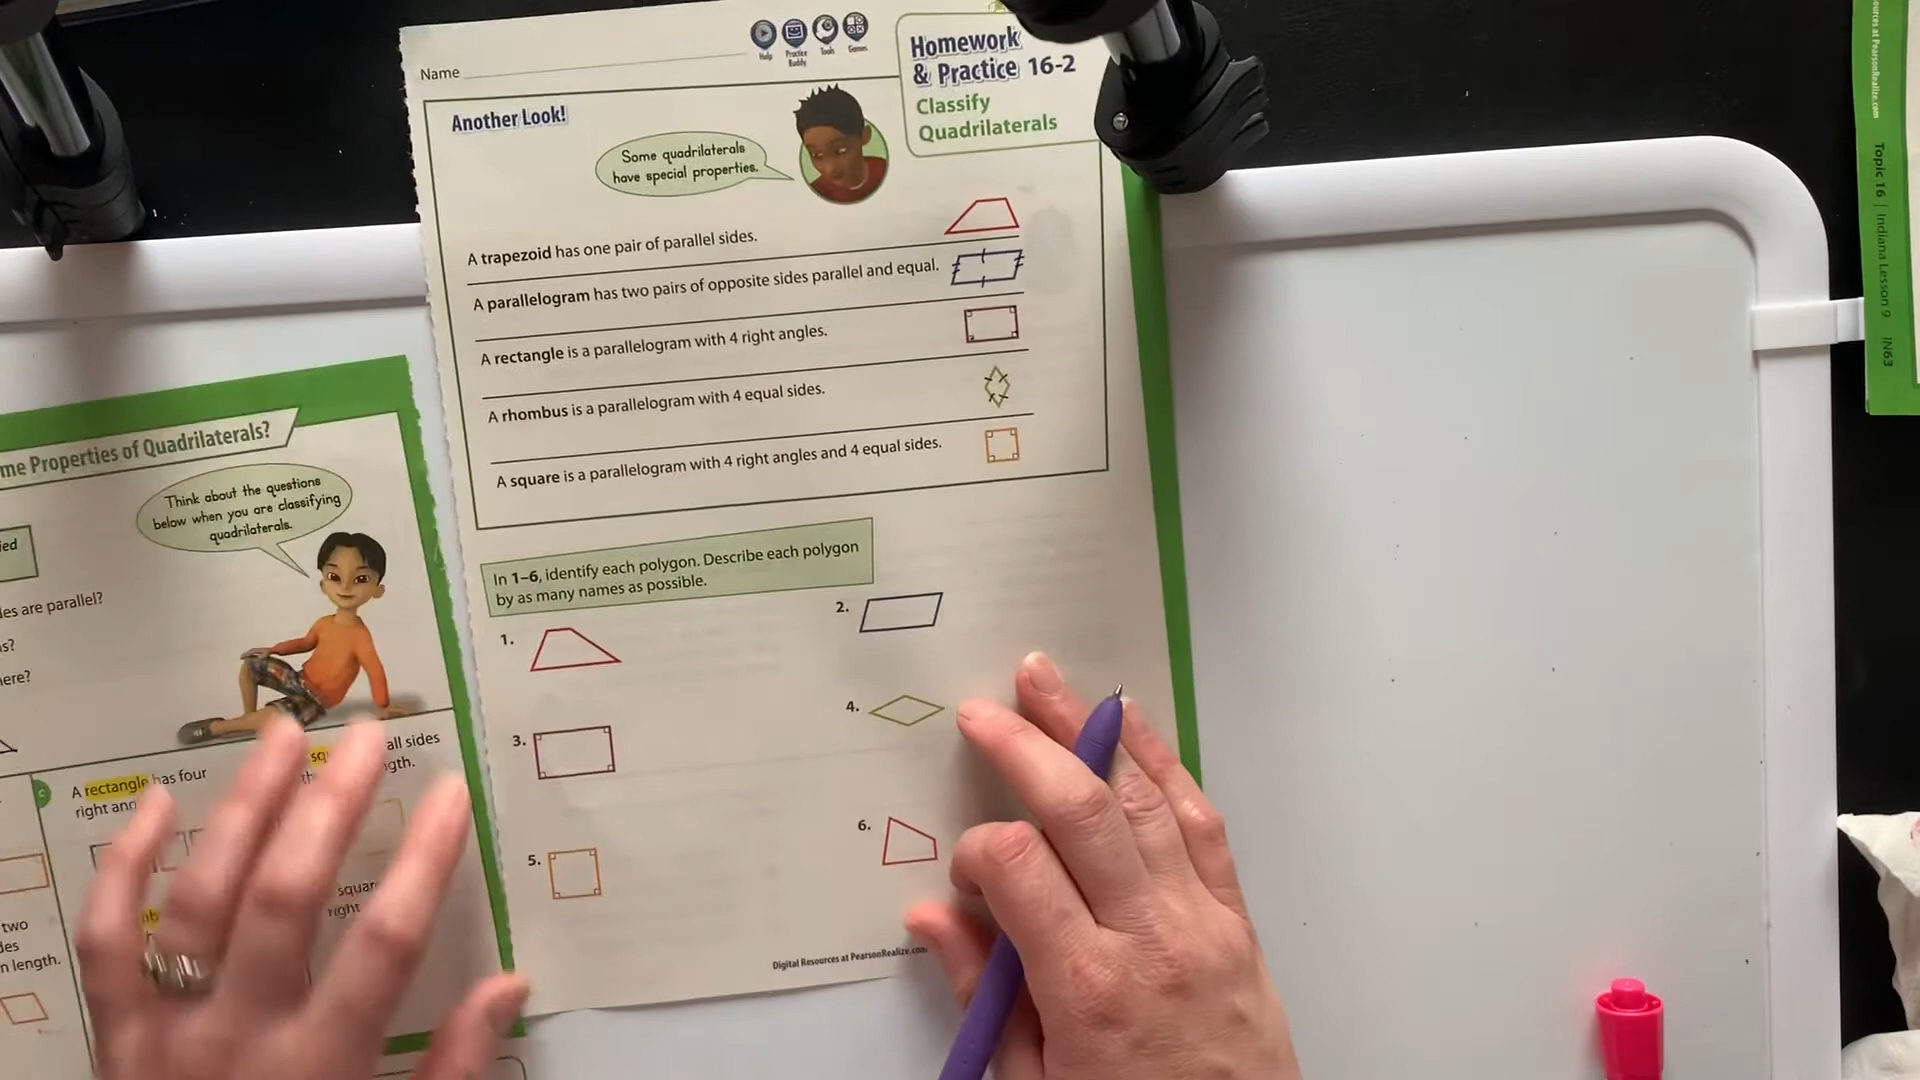 Name
Help
Practice Buddy
Tools
Games
Homework
& Practice 16-2
Classify
Quadrilaterals
Another Look!
Some quadrilaterals
have special properties.
A trapezoid has one pair of parallel sides.
A parallelogram has two pairs of opposite sides parallel and equal.
A rectangle is a parallelogram with 4 right angles.
A rhombus is a parallelogram with 4 equal sides.
A square is a parallelogram with 4 right angles and 4 equal sides.
In 1–6, identify each polygon. Describe each polygon
by as many names as possible.
1.
2.
3.
4.
5.
6.
Digital Resources at PearsonRealize.com
me Properties of Quadrilaterals?
Think about the questions
below when you are classifying
quadrilaterals.
ied
les are parallel?
s?
here?
C
A rectangle has four
right ang
squ
all sides
gth.
squar
right
two
des
n length.
ources at PearsonRealize.com
Topic 16 | Indiana Lesson 9
IN63